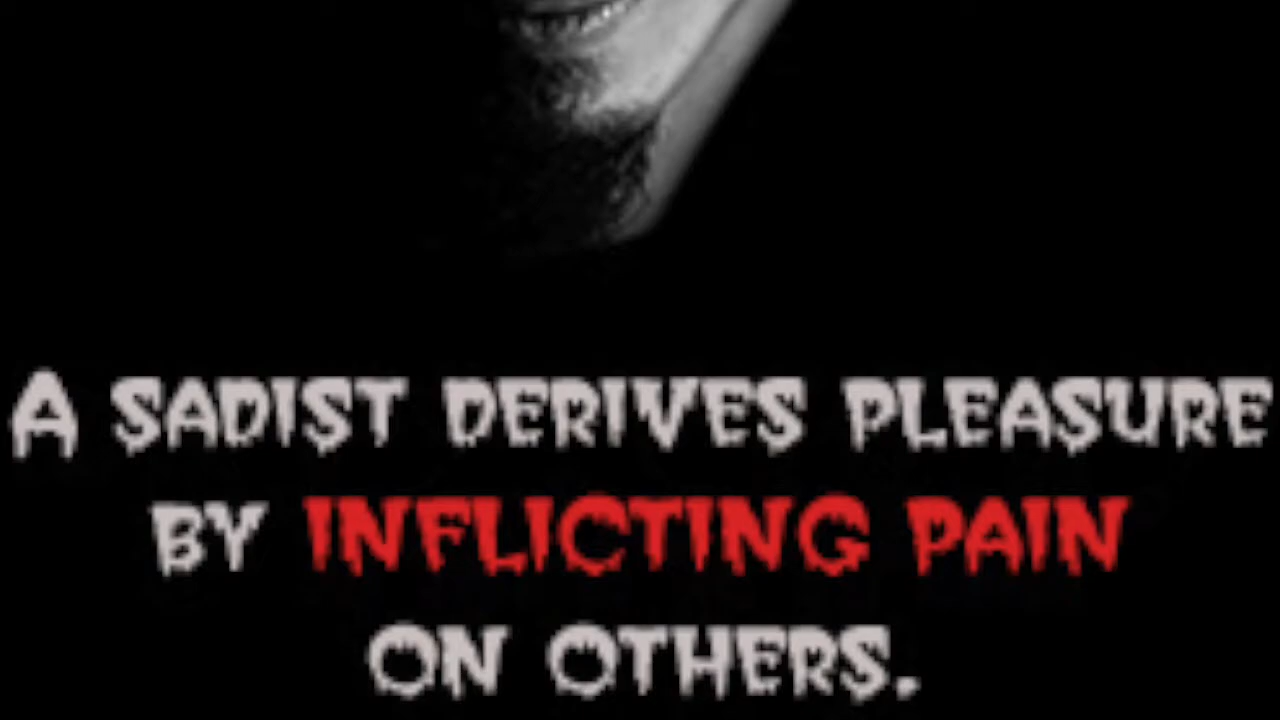 A SADIST DERIVES PLEASURE
BY INFLICTING PAIN
ON OTHERS.